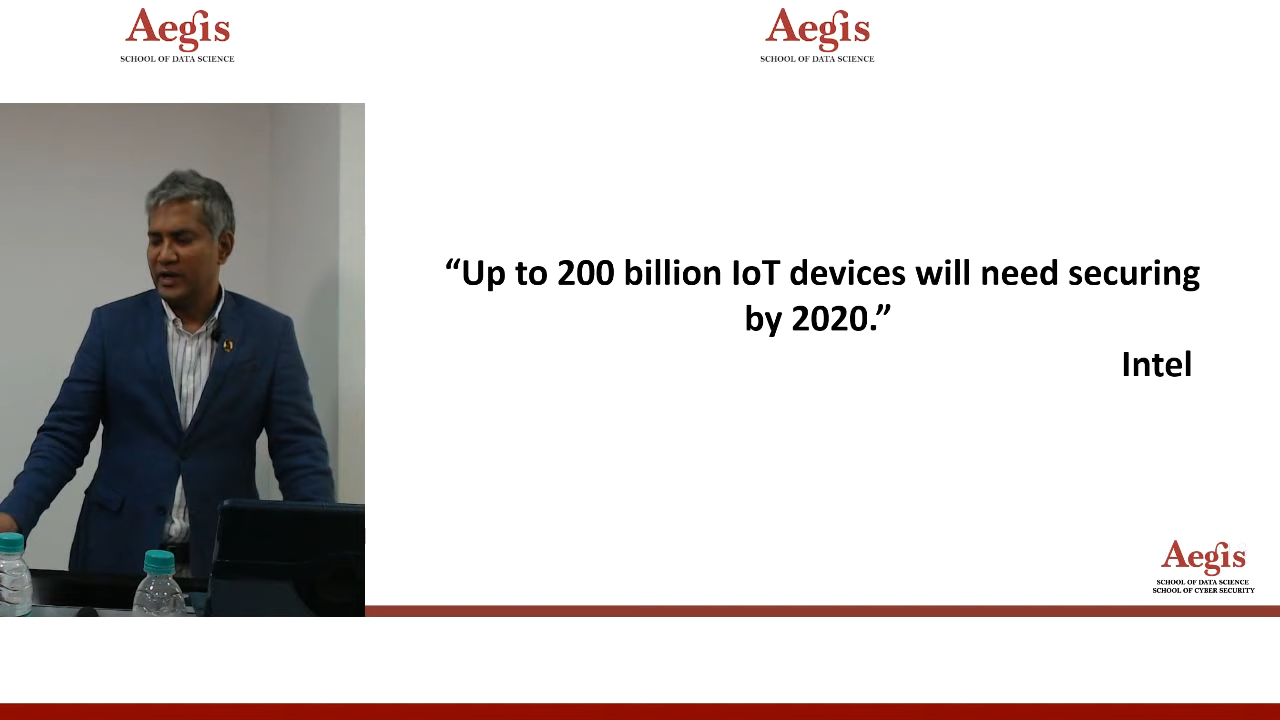 Aegis
SCHOOL OF DATA SCIENCE
Aegis
SCHOOL OF DATA SCIENCE
“Up to 200 billion IoT devices will need securing
by 2020.”
Intel
Aegis
SCHOOL OF DATA SCIENCE
SCHOOL OF CYBER SECURITY